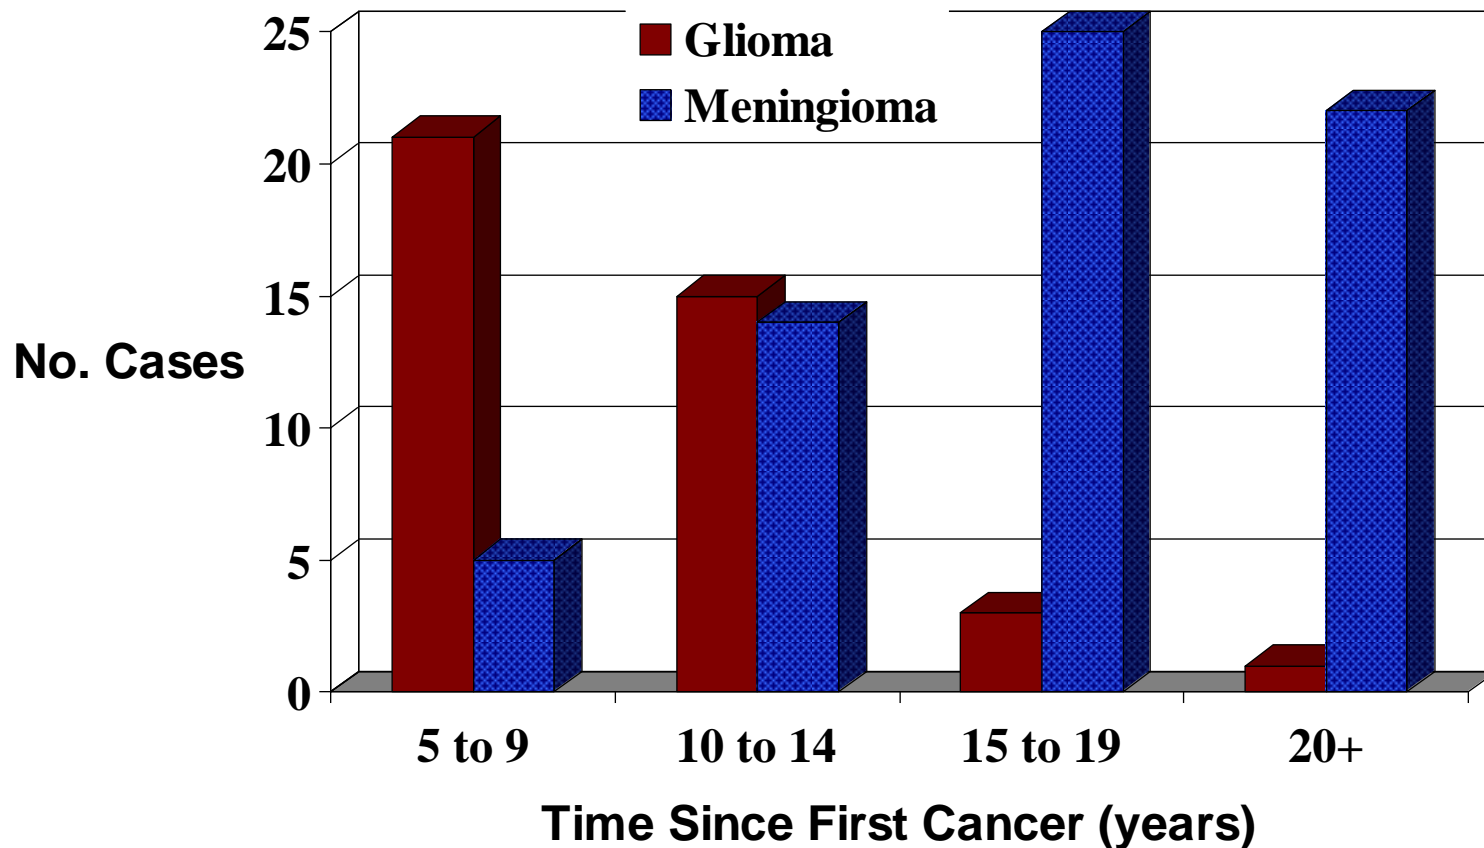 25
Glioma
Meningioma
20
15
No. Cases
10
5
0
5 to 9 10 to 14 15 to 19 20+
Time Since First Cancer (years)